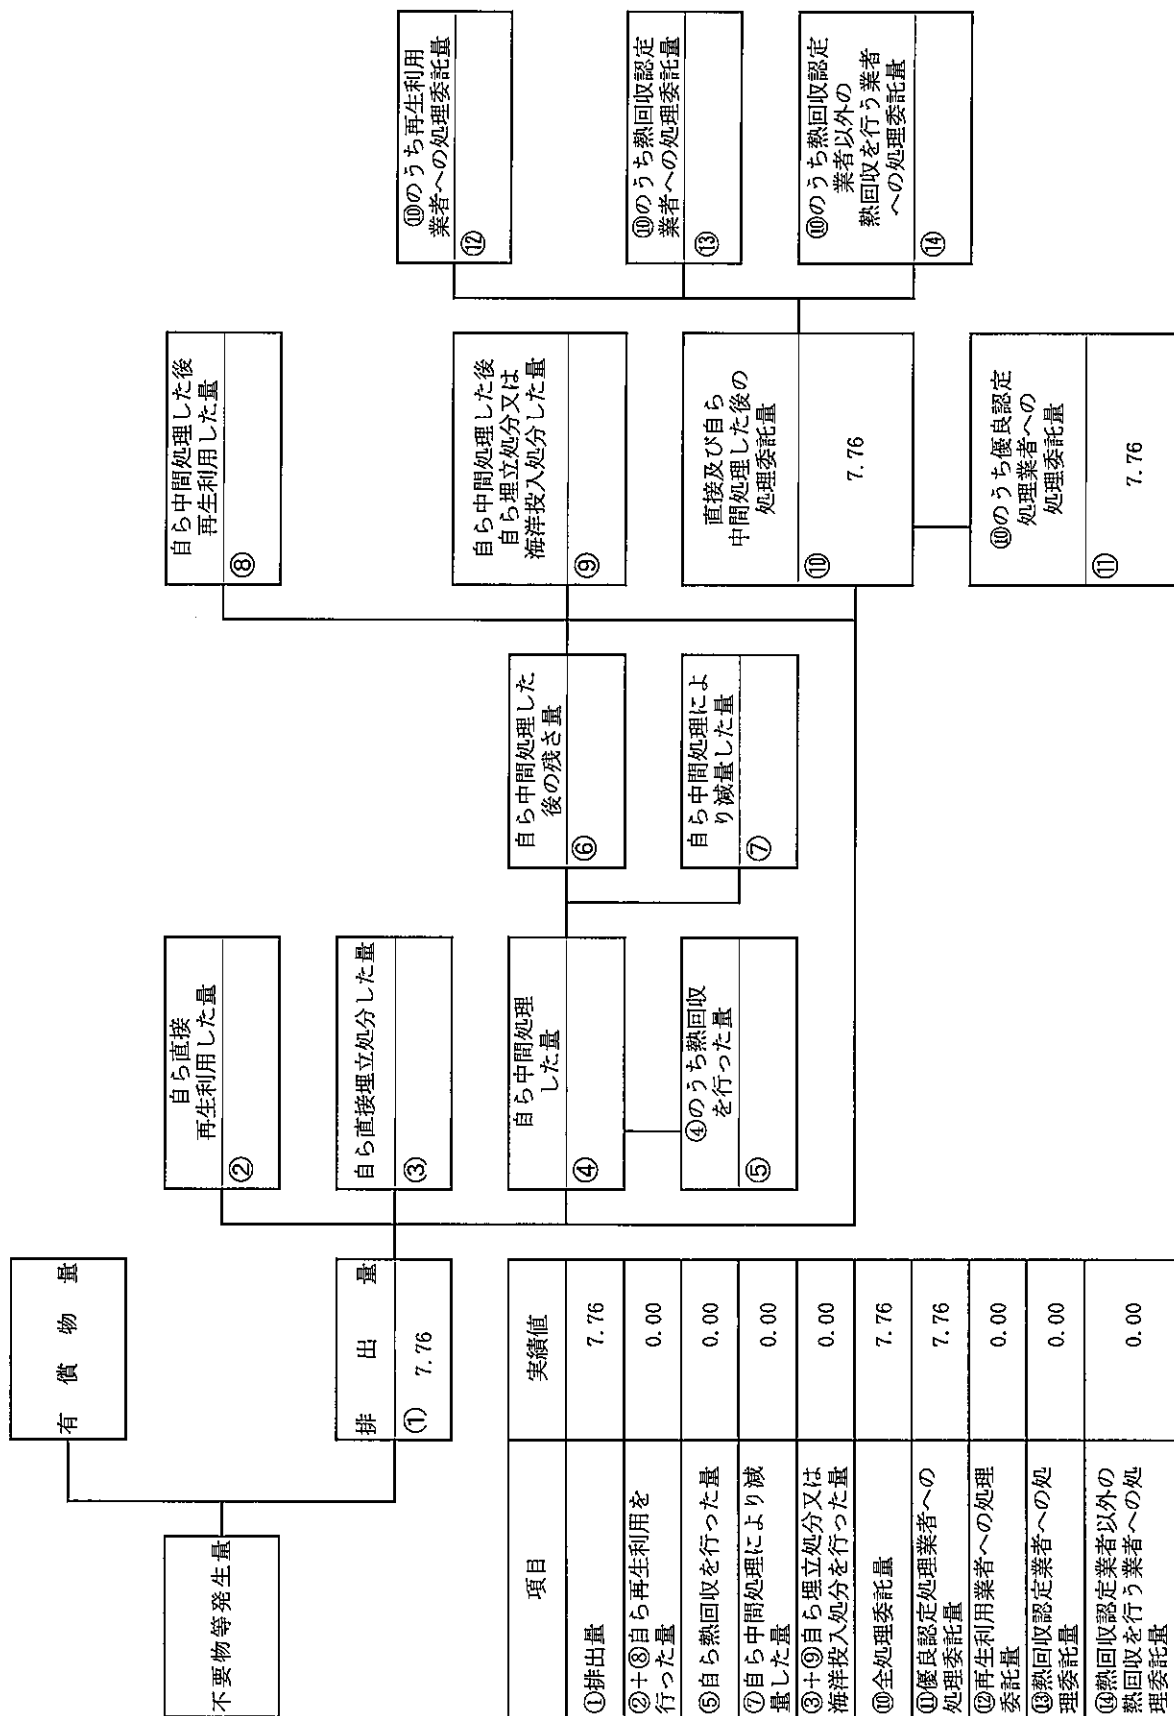 不要物等発生量
有償物量
排出量
① 7.76
自ら直接
再生利用した量
②
自ら直接埋立処分した量
③
自ら中間処理
した量
④
④のうち熱回収
を行った量
⑤
自ら中間処理した
後の残さ量
⑥
自ら中間処理によ
り減量した量
⑦
自ら中間処理した後
再生利用した量
⑧
自ら中間処理した後
自ら埋立処分又は
海洋投入処分した量
⑨
直接及び自ら
中間処理した後の
処理委託量
⑩ 7.76
⑩のうち優良認定
処理業者への
処理委託量
⑪ 7.76
⑩のうち再生利用
業者への処理委託量
⑫
⑩のうち熱回収認定
業者への処理委託量
⑬
⑩のうち熱回収認定
業者以外の
熱回収を行う業者
への処理委託量
⑭
項目 実績値
①排出量 7.76
②+⑧自ら再生利用を
行った量 0.00
⑤自ら熱回収を行った量 0.00
⑦自ら中間処理により減
量した量 0.00
③+⑨自ら埋立処分又は
海洋投入処分を行った量 0.00
⑩全処理委託量 7.76
⑪優良認定処理業者への
処理委託量 7.76
⑫再生利用業者への処理
委託量 0.00
⑬熱回収認定業者への処
理委託量 0.00
⑭熱回収認定業者以外の
熱回収を行う業者への処
理委託量 0.00